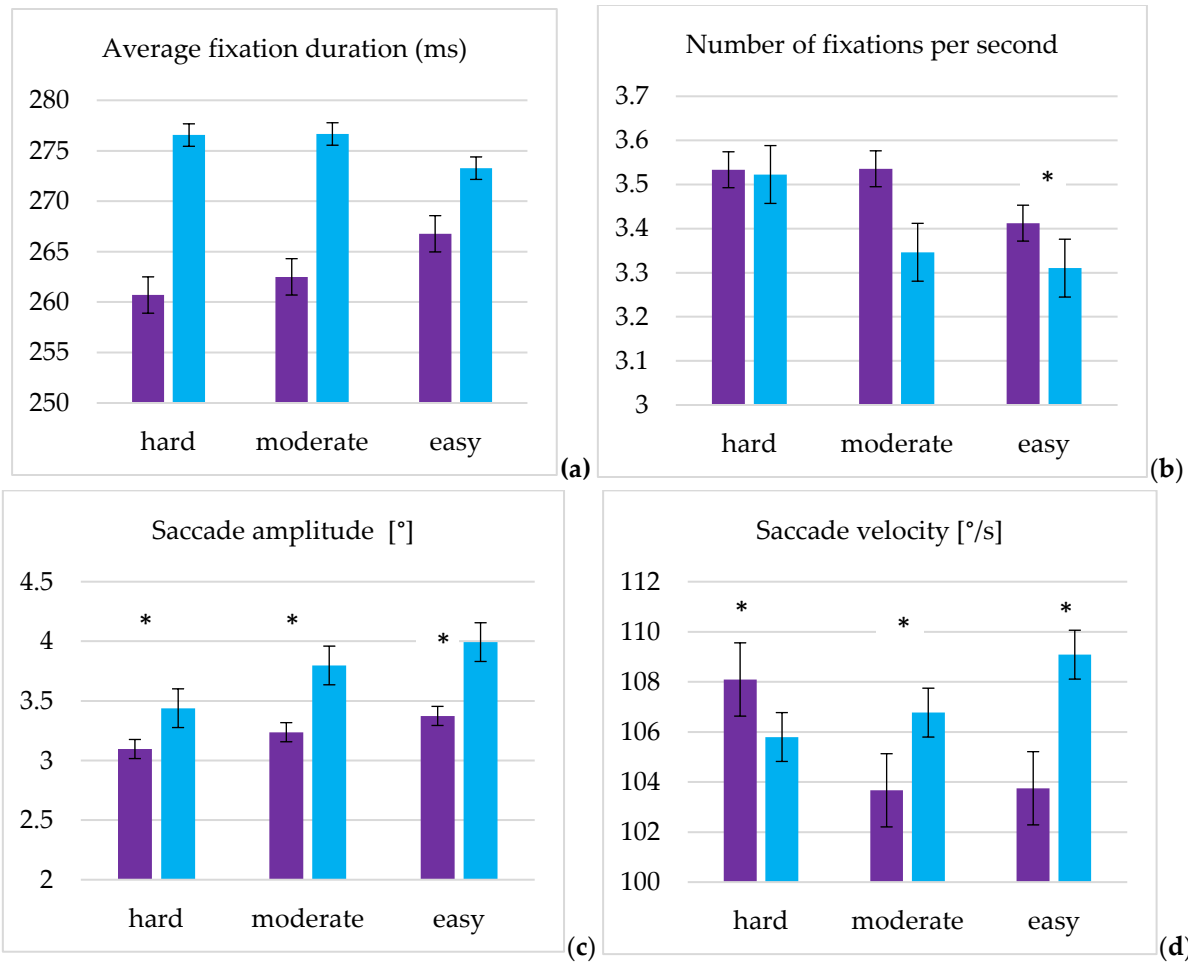 Average fixation duration (ms)
280
275
270
265
260
255
250
hard moderate easy
(a)
Number of fixations per second
3.7
3.6
3.5
3.4
3.3
3.2
3.1
3
*
hard moderate easy
(b)
Saccade amplitude [°]
4.5
4
3.5
3
2.5
2
* * *
hard moderate easy
(c)
Saccade velocity [°/s]
112
110
108
106
104
102
100
* * *
hard moderate easy
(d)